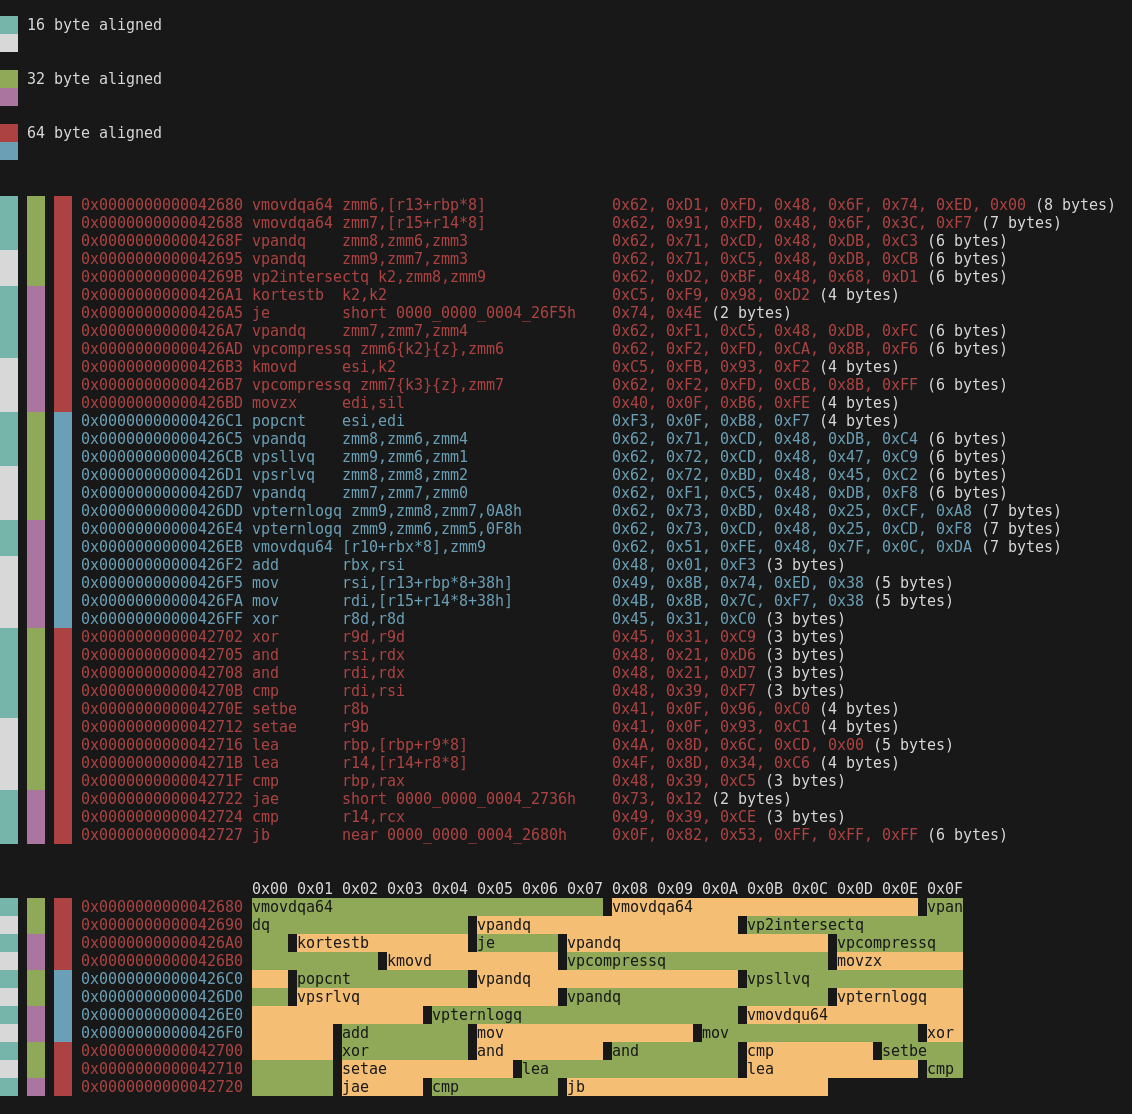 16 byte aligned
32 byte aligned
64 byte aligned
0x0000000000042680 vmovdqa64 zmm6,[r13+rbp*8] 0x62, 0xD1, 0xFD, 0x48, 0x6F, 0x74, 0xED, 0x00 (8 bytes)
0x0000000000042688 vmovdqa64 zmm7,[r15+r14*8] 0x62, 0x91, 0xFD, 0x48, 0x6F, 0x3C, 0xF7 (7 bytes)
0x000000000004268F vpandq zmm8,zmm6,zmm3 0x62, 0x71, 0xCD, 0x48, 0xDB, 0xC3 (6 bytes)
0x0000000000042695 vpandq zmm9,zmm7,zmm3 0x62, 0x71, 0xC5, 0x48, 0xDB, 0xCB (6 bytes)
0x000000000004269B vp2intersectq k2,zmm8,zmm9 0x62, 0xD2, 0xBF, 0x48, 0x68, 0xD1 (6 bytes)
0x00000000000426A1 kortestb k2,k2 0xC5, 0xF9, 0x98, 0xD2 (4 bytes)
0x00000000000426A5 je short 0000_0000_0004_26F5h 0x74, 0x4E (2 bytes)
0x00000000000426A7 vpandq zmm7,zmm7,zmm4 0x62, 0xF1, 0xC5, 0x48, 0xDB, 0xFC (6 bytes)
0x00000000000426AD vpcompressq zmm6{k2}{z},zmm6 0x62, 0xF2, 0xFD, 0xCA, 0x8B, 0xF6 (6 bytes)
0x00000000000426B3 kmovd esi,k2 0xC5, 0xFB, 0x93, 0xF2 (4 bytes)
0x00000000000426B7 vpcompressq zmm7{k3}{z},zmm7 0x62, 0xF2, 0xFD, 0xCB, 0x8B, 0xFF (6 bytes)
0x00000000000426BD movzx edi,sil 0x40, 0x0F, 0xB6, 0xFE (4 bytes)
0x00000000000426C1 popcnt esi,edi 0xF3, 0x0F, 0xB8, 0xF7 (4 bytes)
0x00000000000426C5 vpandq zmm8,zmm6,zmm4 0x62, 0x71, 0xCD, 0x48, 0xDB, 0xC4 (6 bytes)
0x00000000000426CB vpsllvq zmm9,zmm6,zmm1 0x62, 0x72, 0xCD, 0x48, 0x47, 0xC9 (6 bytes)
0x00000000000426D1 vpsrlvq zmm8,zmm8,zmm2 0x62, 0x72, 0xBD, 0x48, 0x45, 0xC2 (6 bytes)
0x00000000000426D7 vpandq zmm7,zmm7,zmm0 0x62, 0xF1, 0xC5, 0x48, 0xDB, 0xF8 (6 bytes)
0x00000000000426DD vpternlogq zmm9,zmm8,zmm7,0A8h 0x62, 0x73, 0xBD, 0x48, 0x25, 0xCF, 0xA8 (7 bytes)
0x00000000000426E4 vpternlogq zmm9,zmm6,zmm5,0F8h 0x62, 0x73, 0xCD, 0x48, 0x25, 0xCD, 0xF8 (7 bytes)
0x00000000000426EB vmovdqu64 [r10+rbx*8],zmm9 0x62, 0x51, 0xFE, 0x48, 0x7F, 0x0C, 0xDA (7 bytes)
0x00000000000426F2 add rbx,rsi 0x48, 0x01, 0xF3 (3 bytes)
0x00000000000426F5 mov rsi,[r13+rbp*8+38h] 0x49, 0x8B, 0x74, 0xED, 0x38 (5 bytes)
0x00000000000426FA mov rdi,[r15+r14*8+38h] 0x4B, 0x8B, 0x7C, 0xF7, 0x38 (5 bytes)
0x00000000000426FF xor r8d,r8d 0x45, 0x31, 0xC0 (3 bytes)
0x0000000000042702 xor r9d,r9d 0x45, 0x31, 0xC9 (3 bytes)
0x0000000000042705 and rsi,rdx 0x48, 0x21, 0xD6 (3 bytes)
0x0000000000042708 and rdi,rdx 0x48, 0x21, 0xD7 (3 bytes)
0x000000000004270B cmp rdi,rsi 0x48, 0x39, 0xF7 (3 bytes)
0x000000000004270E setbe r8b 0x41, 0x0F, 0x96, 0xC0 (4 bytes)
0x0000000000042712 setae r9b 0x41, 0x0F, 0x93, 0xC1 (4 bytes)
0x0000000000042716 lea rbp,[rbp+r9*8] 0x4A, 0x8D, 0x6C, 0xCD, 0x00 (5 bytes)
0x000000000004271B lea r14,[r14+r8*8] 0x4F, 0x8D, 0x34, 0xC6 (4 bytes)
0x000000000004271F cmp rbp,rax 0x48, 0x39, 0xC5 (3 bytes)
0x0000000000042722 jae short 0000_0000_0004_2736h 0x73, 0x12 (2 bytes)
0x0000000000042724 cmp r14,rcx 0x49, 0x39, 0xCE (3 bytes)
0x0000000000042727 jb near 0000_0000_0004_2680h 0x0F, 0x82, 0x53, 0xFF, 0xFF, 0xFF (6 bytes)
0x00 0x01 0x02 0x03 0x04 0x05 0x06 0x07 0x08 0x09 0x0A 0x0B 0x0C 0x0D 0x0E 0x0F
0x0000000000042680 vmovdqa64 vmovdqa64 vpan
0x0000000000042690 dq vpandq vp2intersectq
0x00000000000426A0 kortestb je vpandq vpcompressq
0x00000000000426B0 kmovd vpcompressq movzx
0x00000000000426C0 popcnt vpandq vpsllvq
0x00000000000426D0 vpsrlvq vpandq vpternlogq
0x00000000000426E0 vpternlogq vmovdqu64
0x00000000000426F0 add mov mov xor
0x0000000000042700 xor and and cmp setbe
0x0000000000042710 setae lea lea cmp
0x0000000000042720 jae cmp jb